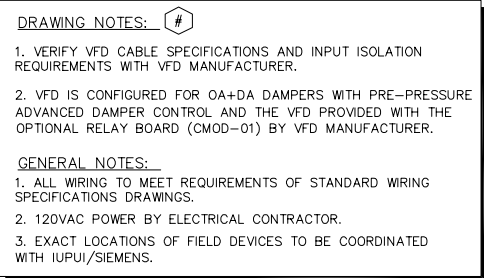 DRAWING NOTES: #
1. VERIFY VFD CABLE SPECIFICATIONS AND INPUT ISOLATION
REQUIREMENTS WITH VFD MANUFACTURER.
2. VFD IS CONFIGURED FOR OA+DA DAMPERS WITH PRE-PRESSURE
ADVANCED DAMPER CONTROL AND THE VFD PROVIDED WITH THE
OPTIONAL RELAY BOARD (CMOD-01) BY VFD MANUFACTURER.
GENERAL NOTES:
1. ALL WIRING TO MEET REQUIREMENTS OF STANDARD WIRING
SPECIFICATIONS DRAWINGS.
2. 120VAC POWER BY ELECTRICAL CONTRACTOR.
3. EXACT LOCATIONS OF FIELD DEVICES TO BE COORDINATED
WITH IUPUI/SIEMENS.